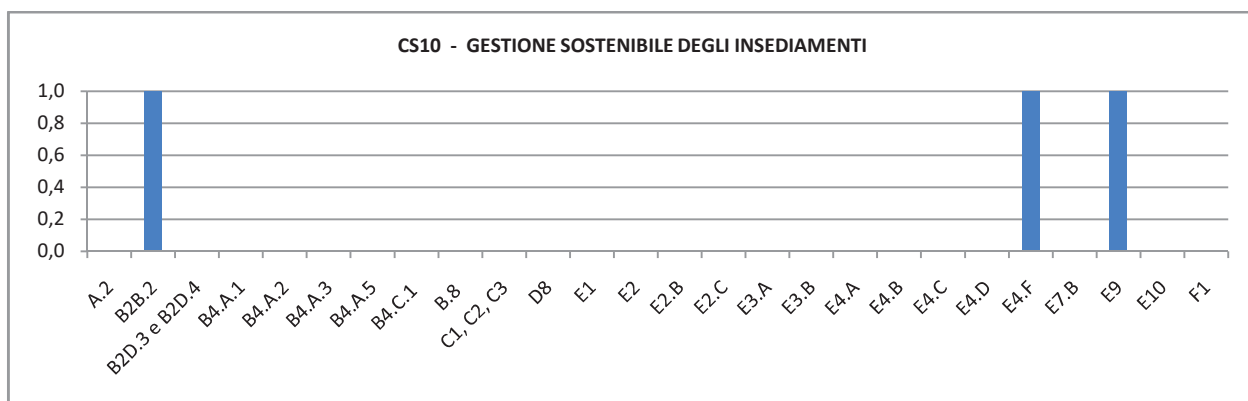 CS10 - GESTIONE SOSTENIBILE DEGLI INSEDIAMENTI
1,0
0,8
0,6
0,4
0,2
0,0
A.2
B2B.2
B2D.3 e B2D.4
B4.A.1
B4.A.2
B4.A.3
B4.A.5
B4.C.1
B.8
C1, C2, C3
D8
E1
E2
E2.B
E2.C
E3.A
E3.B
E4.A
E4.B
E4.C
E4.D
E4.F
E7.B
E9
E10
F1